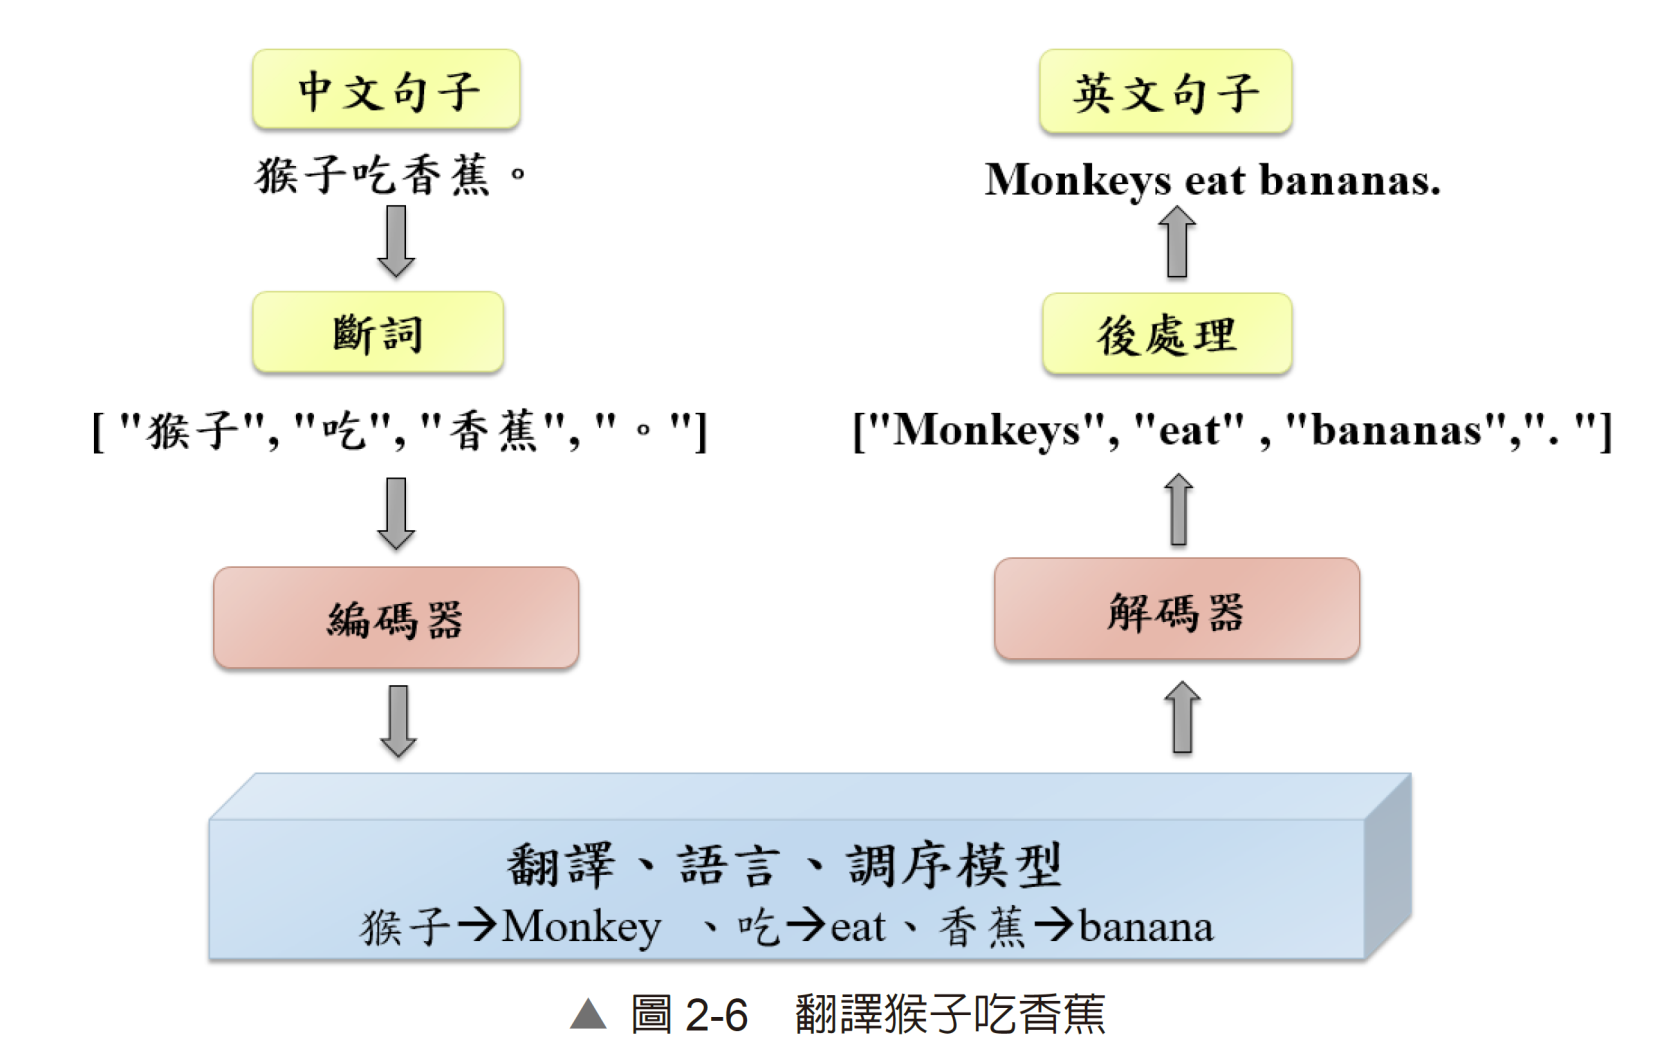 中文句子
猴子吃香蕉。
斷詞
[ "猴子", "吃", "香蕉", "。"]
編碼器
翻譯、語言、調序模型
猴子→Monkey 、吃→eat、香蕉→banana
解碼器
["Monkeys", "eat" , "bananas",". "]
後處理
Monkeys eat bananas.
英文句子
▲ 圖 2-6 翻譯猴子吃香蕉